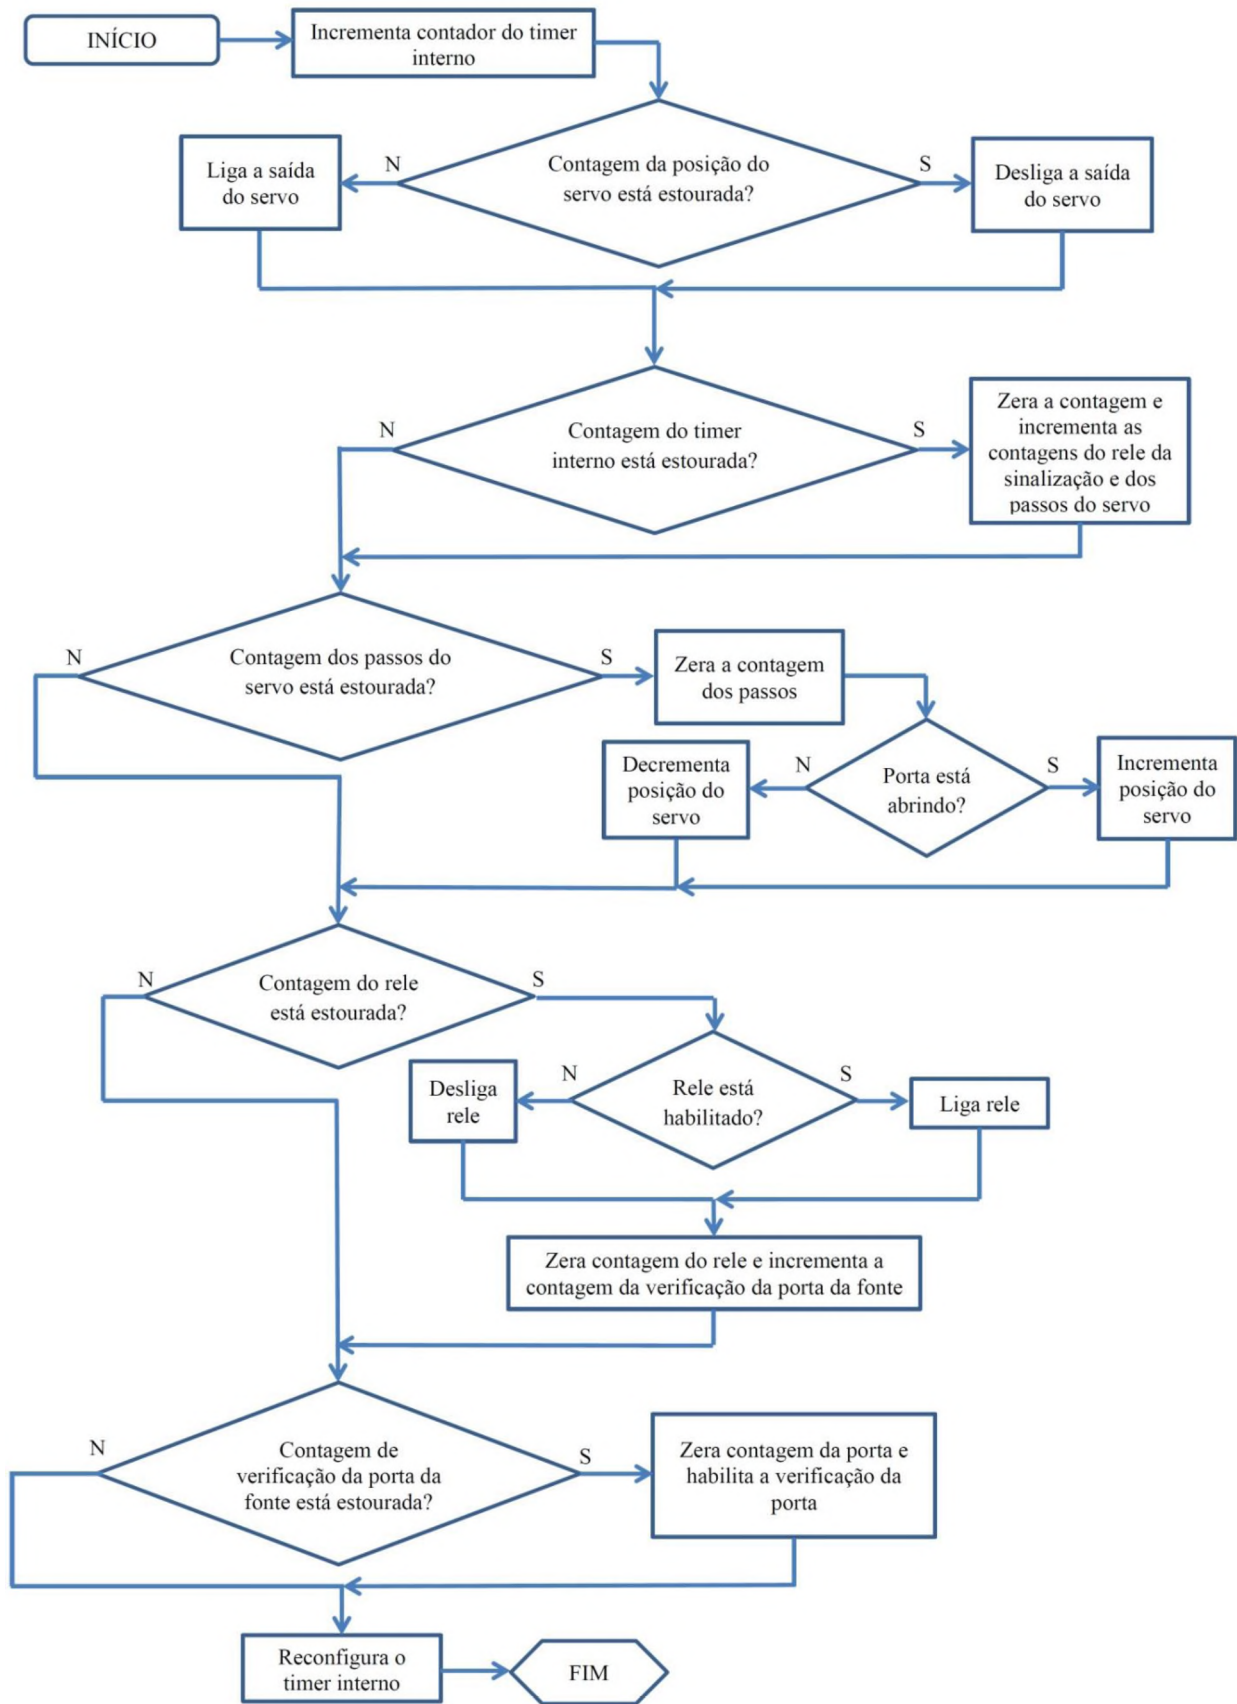 INÍCIO
Incrementa contador do timer
interno
N
S
Liga a saída
do servo
Contagem da posição do
servo está estourada?
Desliga a saída
do servo
N
S
Contagem do timer
interno está estourada?
Zera a contagem e
incrementa as
contagens do rele da
sinalização e dos
passos do servo
N
S
Contagem dos passos do
servo está estourada?
Zera a contagem
dos passos
Decrementa
posição do
servo
N
S
Porta está
abrindo?
Incrementa
posição do
servo
N
S
Contagem do rele
está estourada?
Desliga
rele
N
S
Rele está
habilitado?
Liga rele
Zera contagem do rele e incrementa a
contagem da verificação da porta da fonte
N
S
Contagem de
verificação da porta da
fonte está estourada?
Zera contagem da porta e
habilita a verificação da
porta
Reconfigura o
timer interno
FIM